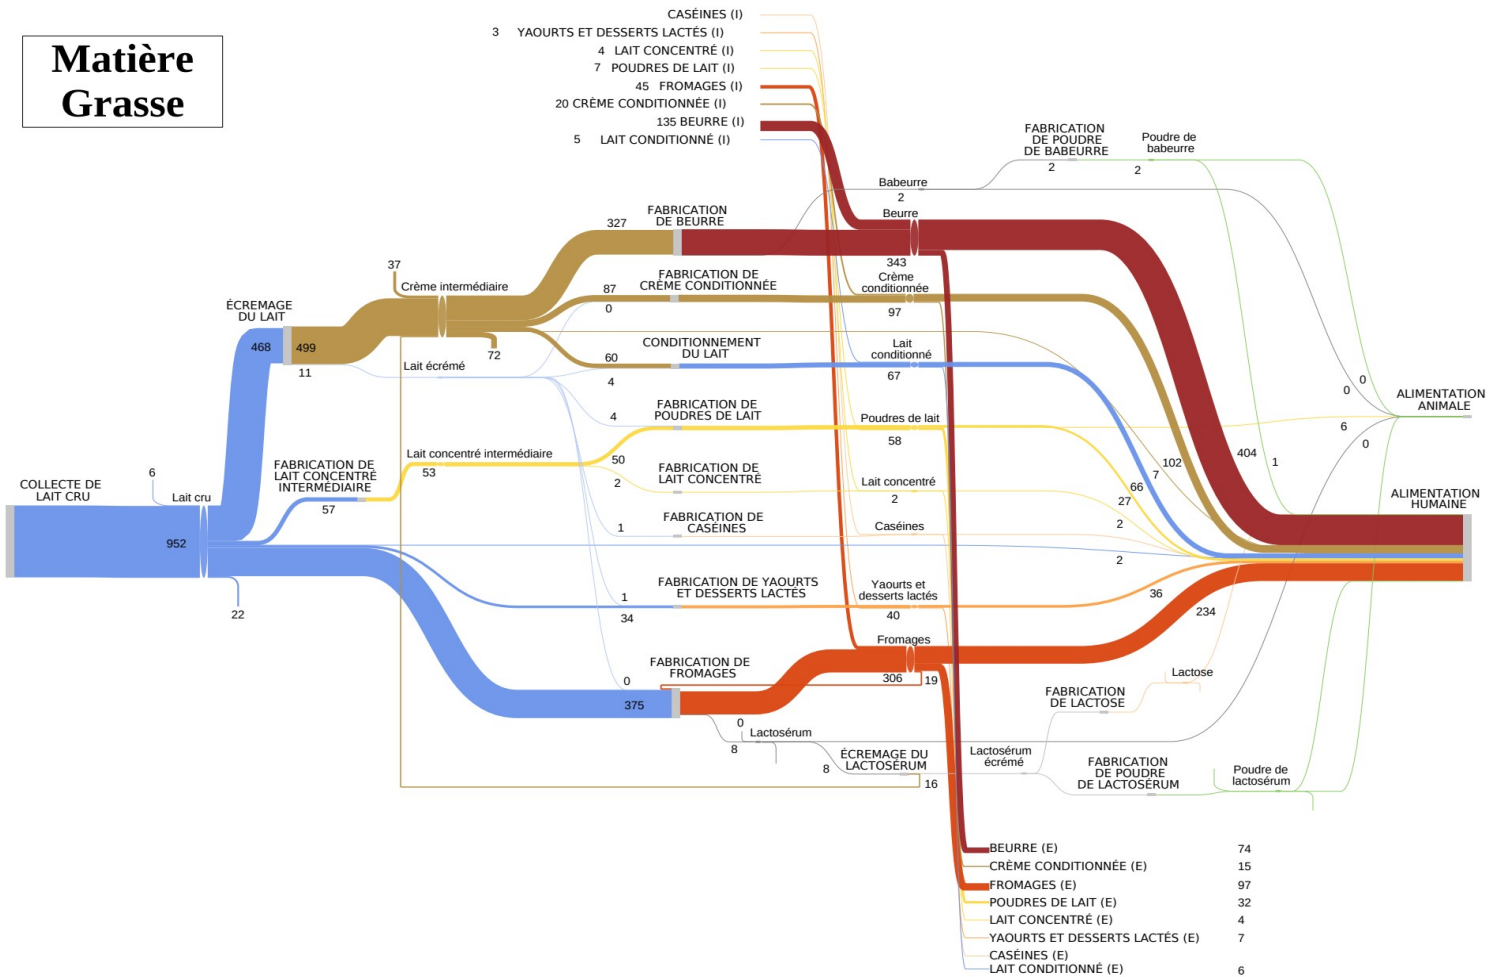 Matière
Grasse
CASÉINES (I)
3 YAOURTS ET DESSERTS LACTÉS (I)
4 LAIT CONCENTRÉ (I)
7 POUDRES DE LAIT (I)
45 FROMAGES (I)
20 CRÈME CONDITIONNÉE (I)
135 BEURRE (I)
5 LAIT CONDITIONNÉ (I)
FABRICATION
DE POUDRE
DE BABEURRE
2
Poudre de
babeurre
2
Babeurre
2
Beurre
343
327
FABRICATION
DE BEURRE
37
Crème intermédiaire
72
87
0
FABRICATION DE
CRÈME CONDITIONNÉE
Crème
conditionnée
97
ÉCREMAGE
DU LAIT
468
499
11
Lait écrémé
60
4
CONDITIONNEMENT
DU LAIT
Lait
conditionné
67
0
0
6
0
ALIMENTATION
ANIMALE
4
FABRICATION DE
POUDRES DE LAIT
Poudres de lait
58
404
1
102
7
66
27
2
2
ALIMENTATION
HUMAINE
6
COLLECTE DE
LAIT CRU
Lait cru
952
22
FABRICATION DE
LAIT CONCENTRÉ
INTERMÉDIAIRE
57
Lait concentré intermédiaire
53
50
2
FABRICATION DE
LAIT CONCENTRÉ
Lait concentré
2
1
FABRICATION DE
CASÉINES
Caséines
1
34
FABRICATION DE YAOURTS
ET DESSERTS LACTÉS
Yaourts et
desserts lactés
40
36
234
FABRICATION DE
FROMAGES
0
375
Fromages
306
19
0
8
Lactosérum
8
ÉCREMAGE DU
LACTOSÉRUM
16
Lactosérum
écrémé
FABRICATION
DE LACTOSE
Lactose
FABRICATION
DE POUDRE
DE LACTOSÉRUM
Poudre de
lactosérum
BEURRE (E) 74
CRÈME CONDITIONNÉE (E) 15
FROMAGES (E) 97
POUDRES DE LAIT (E) 32
LAIT CONCENTRÉ (E) 4
YAOURTS ET DESSERTS LACTÉS (E) 7
CASÉINES (E)
LAIT CONDITIONNÉ (E) 6